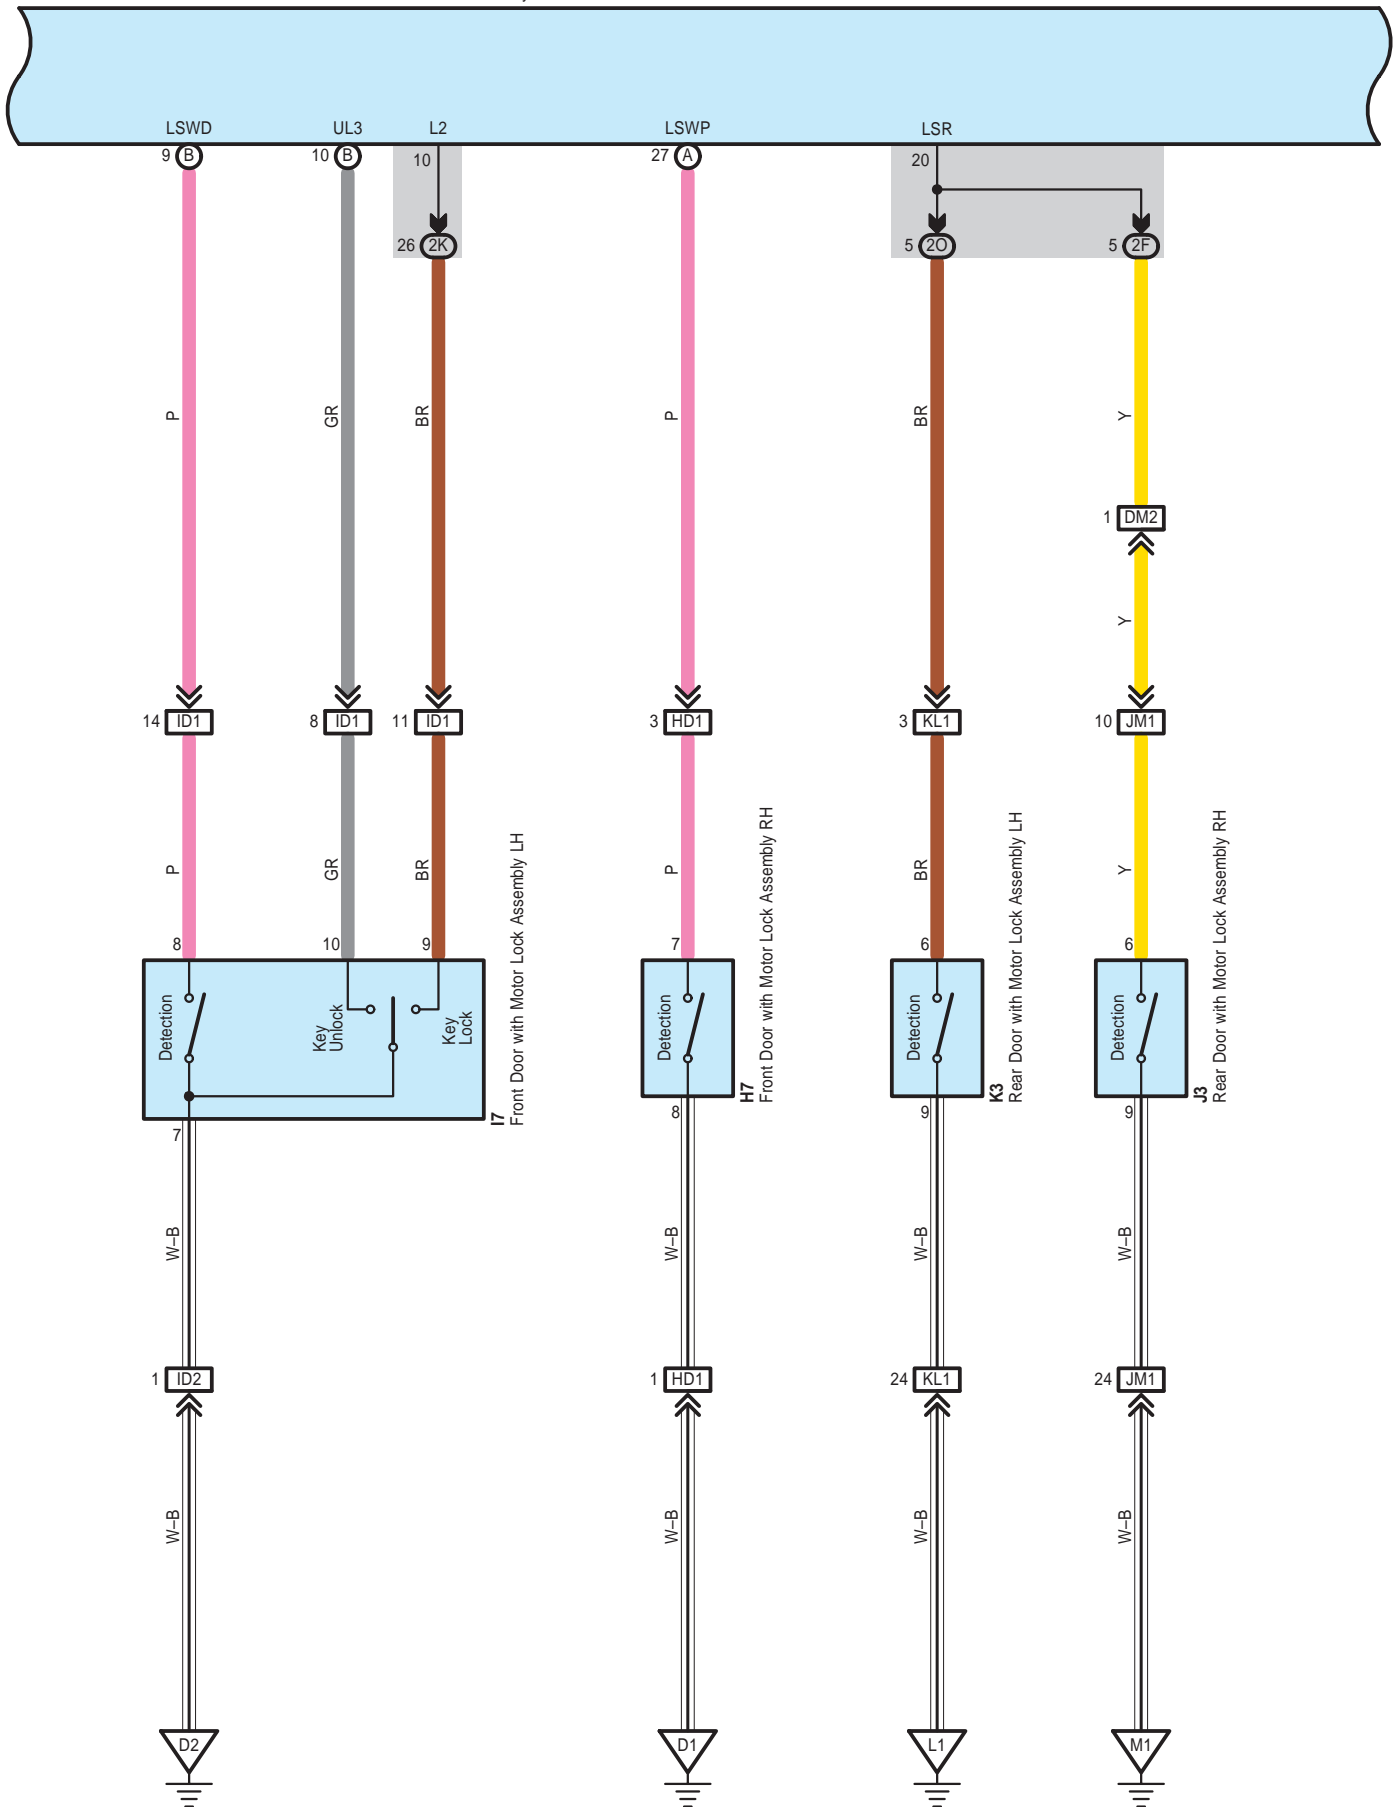 LSWD UL3 L2 LSWP LSR
9 B 10 B 10 27 A 20
26 2K 5 2O 5 2F
P GR BR P BR Y
1 DM2
Y
14 ID1 8 ID1 11 ID1 3 HD1 3 KL1 10 JM1
P GR BR P BR Y
8 10 9 7 6 6
Detection
Key
Unlock
Key
Lock
I7
Front Door with Motor Lock Assembly LH
Detection
H7
Front Door with Motor Lock Assembly RH
Detection
K3
Rear Door with Motor Lock Assembly LH
Detection
J3
Rear Door with Motor Lock Assembly RH
7 8 9 9
W–B W–B W–B W–B
1 ID2 1 HD1 24 KL1 24 JM1
W–B W–B W–B W–B
D2 D1 L1 M1